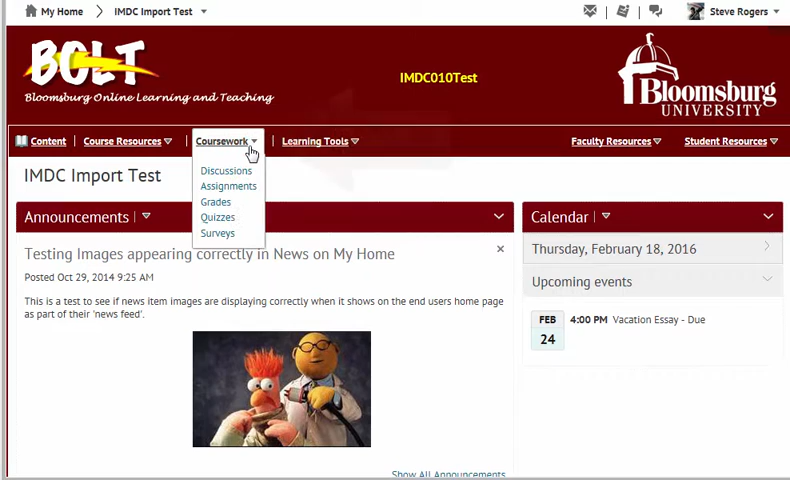 My Home
IMDC Import Test
Steve Rogers
BOLT
Bloomsburg Online Learning and Teaching
IMDC010Test
Bloomsburg
UNIVERSITY
Content
Course Resources
Coursework
Learning Tools
Faculty Resources
Student Resources
Discussions
Assignments
Grades
Quizzes
Surveys
IMDC Import Test
Announcements
Testing Images appearing correctly in News on My Home
Posted Oct 29, 2014 9:25 AM
This is a test to see if news item images are displaying correctly when it shows on the end users home page
as part of their 'news feed'.
Show All Announcements
Calendar
Thursday, February 18, 2016
Upcoming events
FEB
24
4:00 PM Vacation Essay - Due